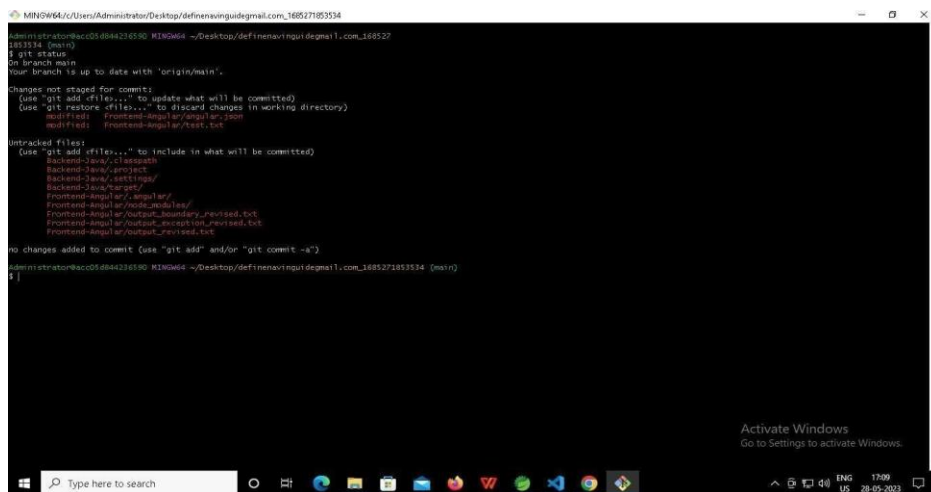 MINGW64:/c/Users/Administrator/Desktop/definenavinguidegmail.com_1685271853534
Administrator@acc05d844236590 MINGW64 ~/Desktop/definenavinguidegmail.com_168527
1853534 (main)
$ git status
On branch main
Your branch is up to date with 'origin/main'.
Changes not staged for commit:
(use "git add <file>..." to update what will be committed)
(use "git restore <file>..." to discard changes in working directory)
modified: Frontend-Angular/angular.json
modified: Frontend-Angular/test.txt
Untracked files:
(use "git add <file>..." to include in what will be committed)
Backend-Java/.classpath
Backend-Java/.project
Backend-Java/.settings/
Backend-Java/target/
Frontend-Angular/.angular/
Frontend-Angular/node_modules/
Frontend-Angular/output_boundary_revised.txt
Frontend-Angular/output_exception_revised.txt
Frontend-Angular/output_revised.txt
no changes added to commit (use "git add" and/or "git commit -a")
Administrator@acc05d844236590 MINGW64 ~/Desktop/definenavinguidegmail.com_1685271853534 (main)
$
Activate Windows
Go to Settings to activate Windows.
Type here to search
ENG
US
17:09
28-05-2023